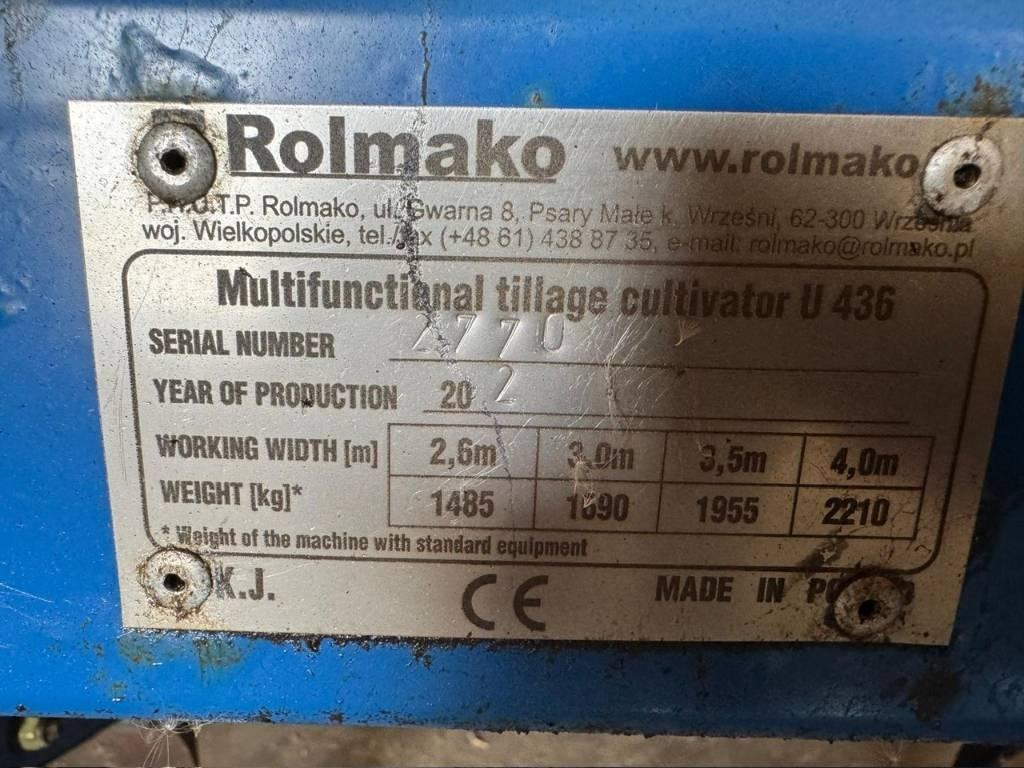 Rolmako www.rolmako
Rolmako, ul. Gwarna 8, Psary Małe k. Wrześni, 62-300 Września
woj. Wielkopolskie, tel./fax (+48 61) 438 87 35, e-mail: rolmako@rolmako.pl
Multifunctional tillage cultivator U 436
SERIAL NUMBER 770
YEAR OF PRODUCTION 20 2
WORKING WIDTH [m] 2,6m 3,0m 3,5m 4,0m
WEIGHT [kg]* 1485 1690 1955 2210
* Weight of the machine with standard equipment
K.J. CE MADE IN